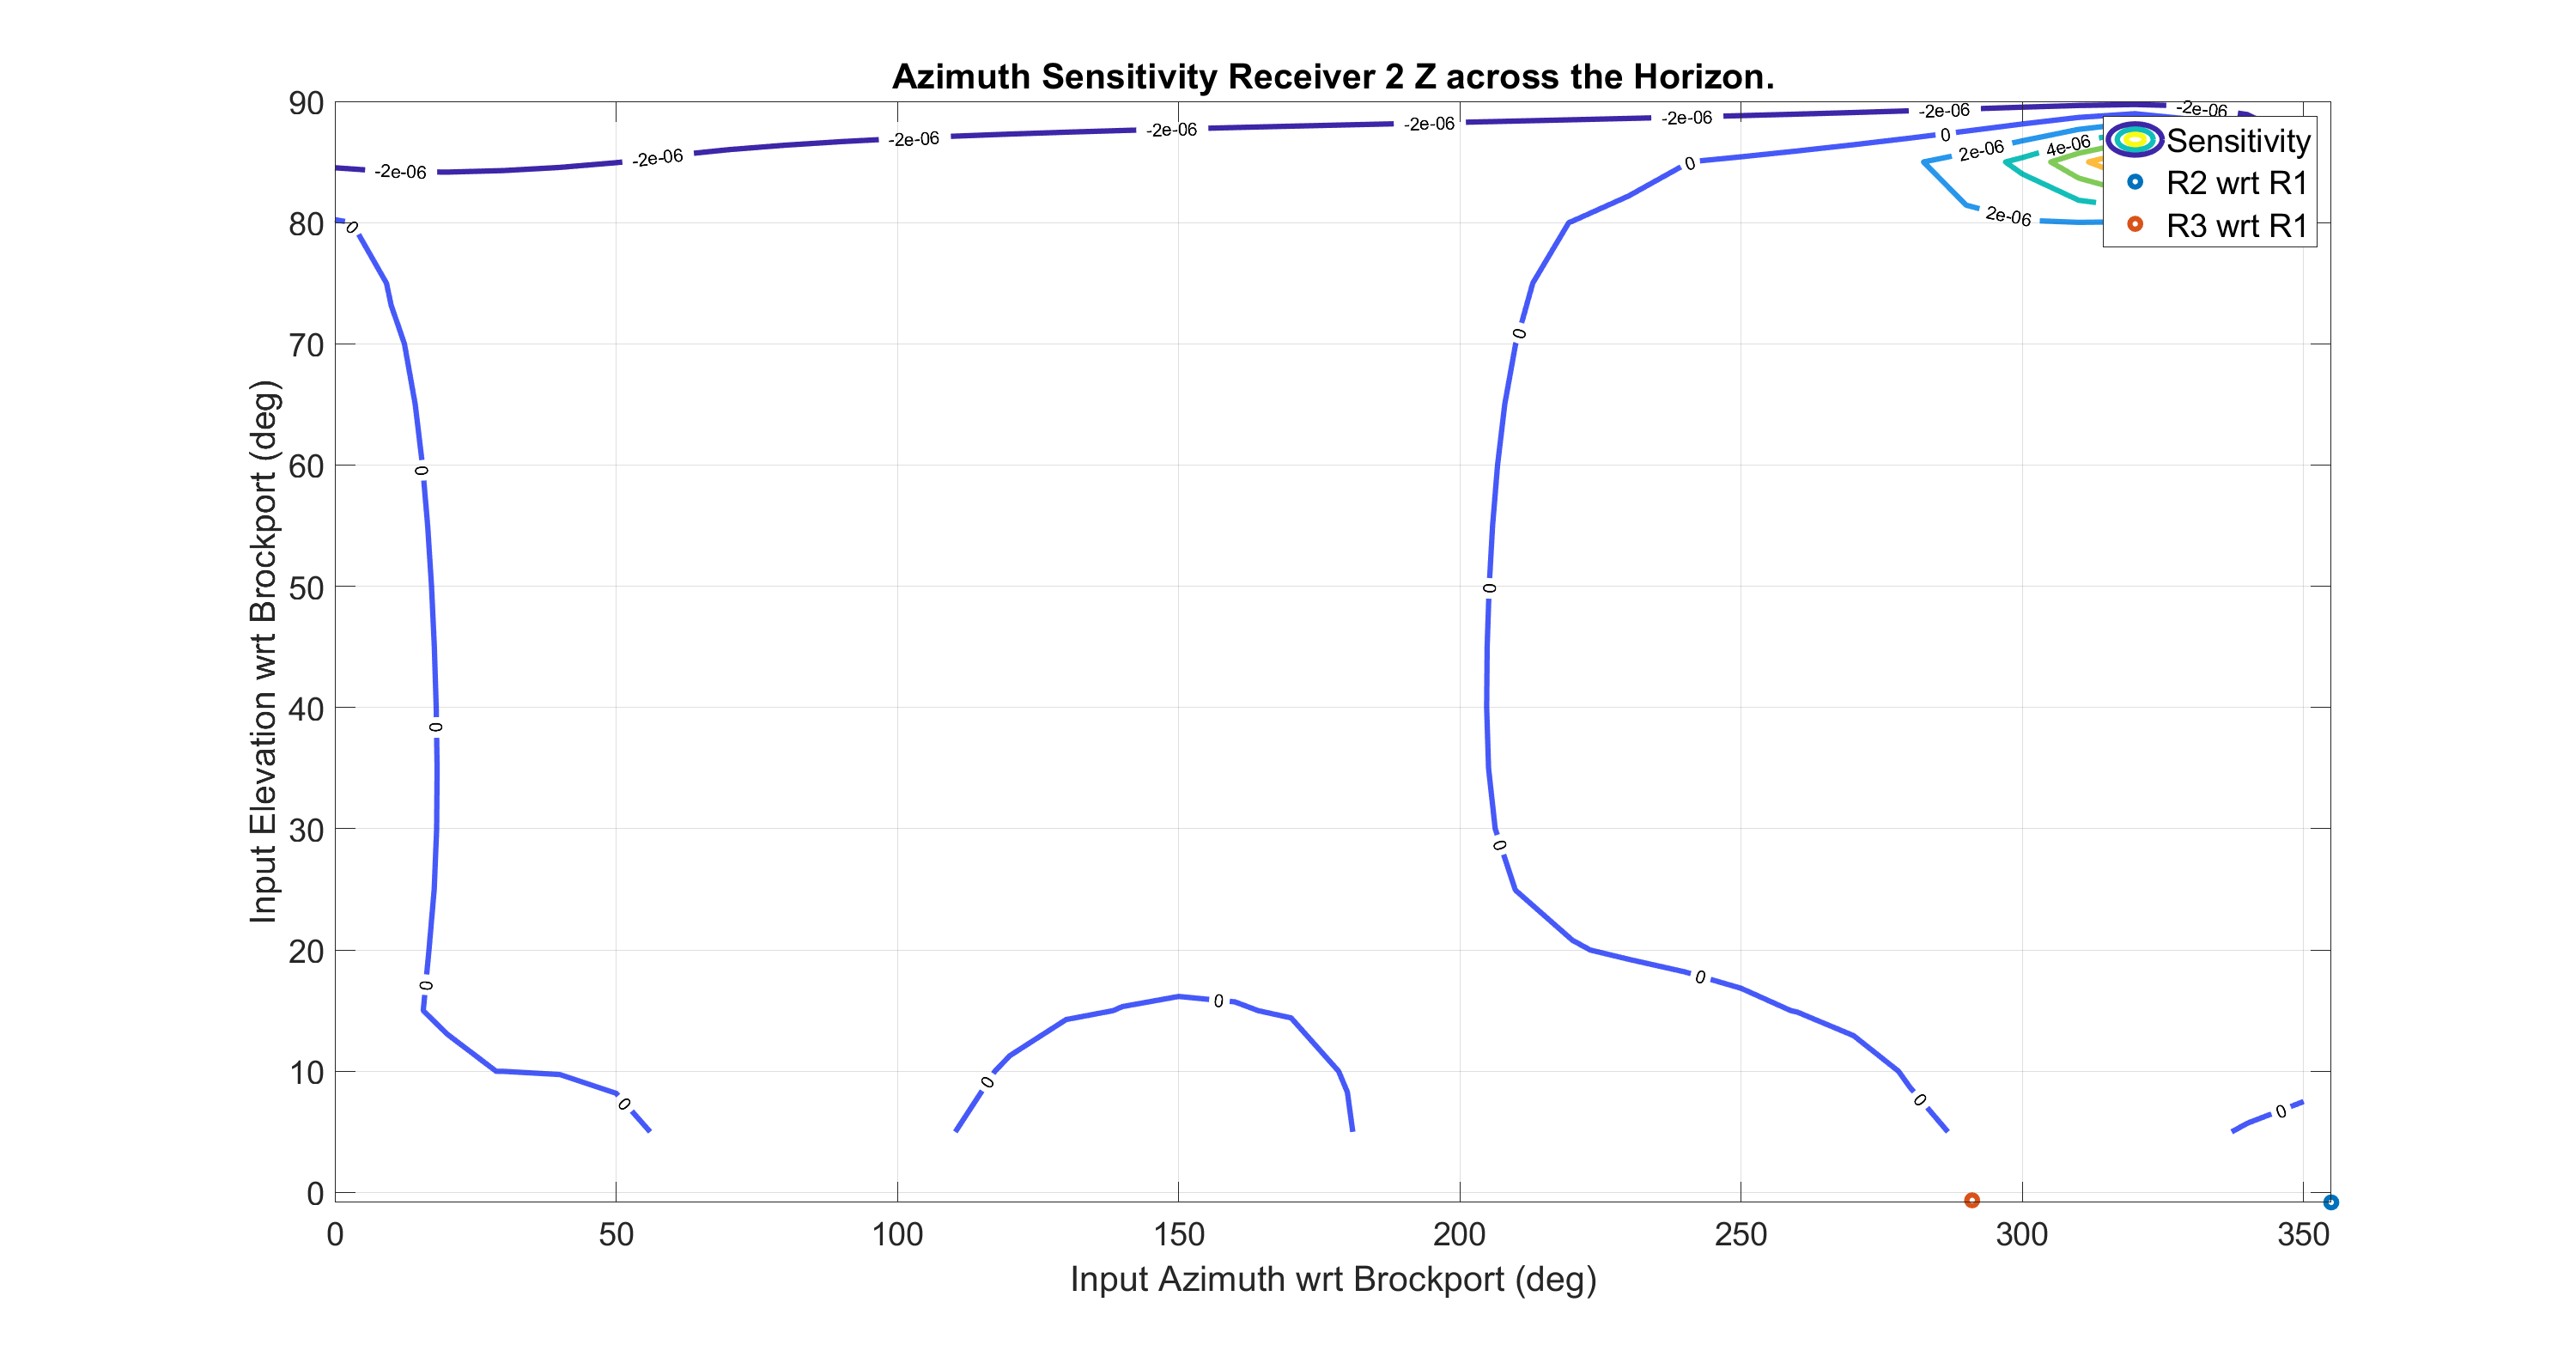 Azimuth Sensitivity Receiver 2 Z across the Horizon.
90
80
70
60
50
40
30
20
10
0
Input Elevation wrt Brockport (deg)
-2e-06
-2e-06
-2e-06
-2e-06
-2e-06
-2e-06
-2e-06
-2e-06
0
0
2e-06
4e-06
2e-06
Sensitivity
R2 wrt R1
R3 wrt R1
0
0
0
0
0
0
0
0
0
0
0
0
0
0
0 50 100 150 200 250 300 350
Input Azimuth wrt Brockport (deg)